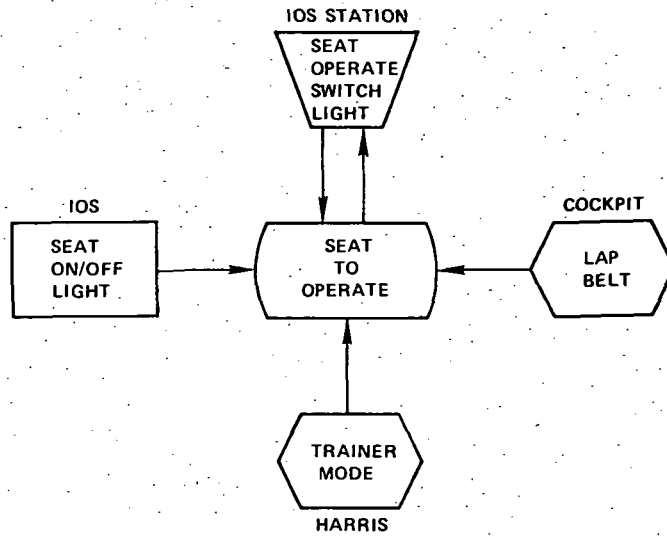 IOS STATION
SEAT
OPERATE
SWITCH
LIGHT
IOS
SEAT
ON/OFF
LIGHT
SEAT
TO
OPERATE
COCKPIT
LAP
BELT
TRAINER
MODE
HARRIS